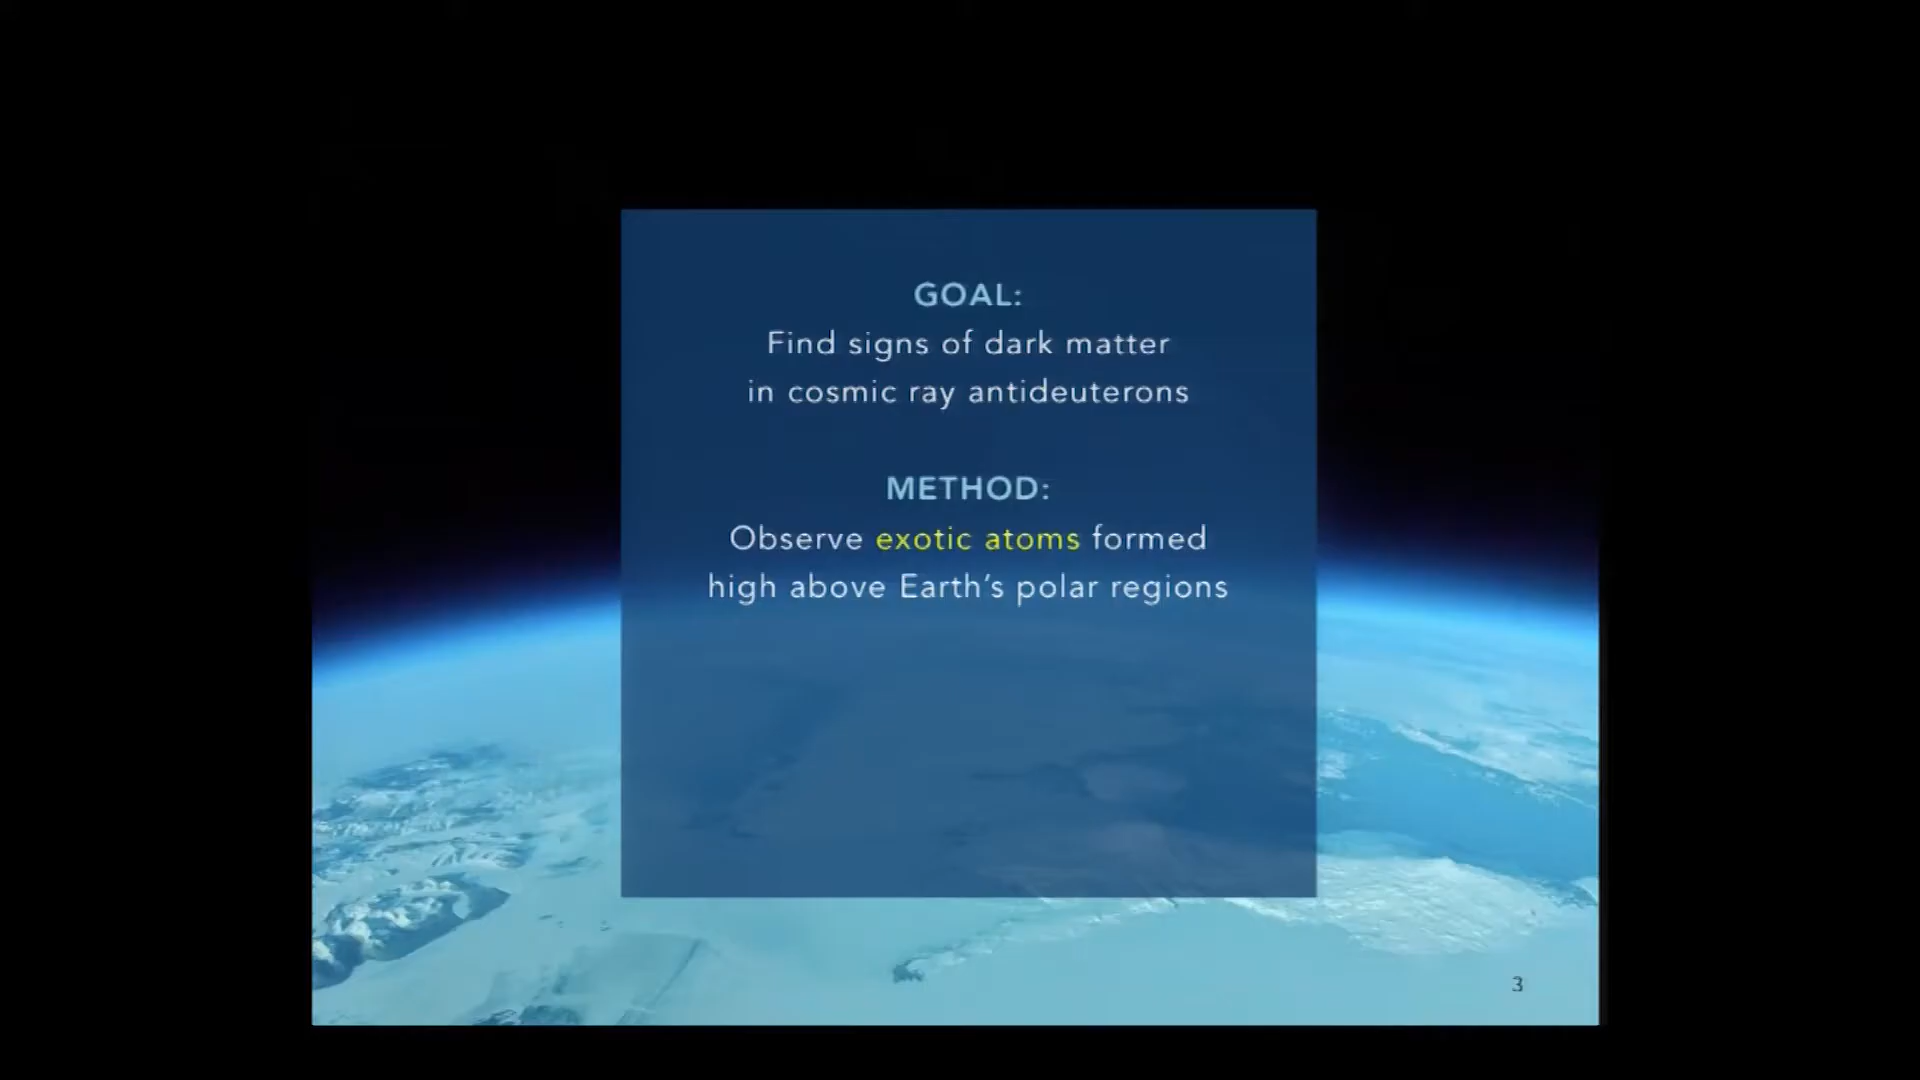 GOAL:
Find signs of dark matter
in cosmic ray antideuterons
METHOD:
Observe exotic atoms formed
high above Earth’s polar regions
3